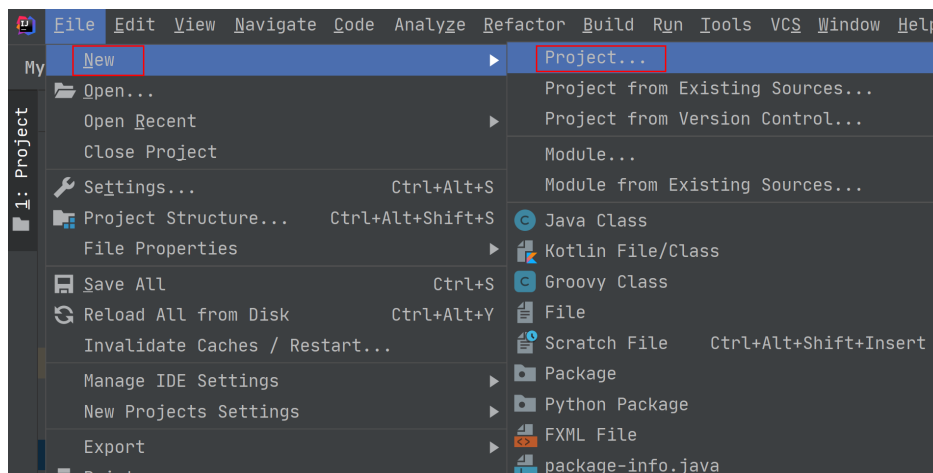 File Edit View Navigate Code Analyze Refactor Build Run Tools VCS Window Help
My
1: Project
New
Open...
Open Recent
Close Project
Settings... Ctrl+Alt+S
Project Structure... Ctrl+Alt+Shift+S
File Properties
Save All Ctrl+S
Reload All from Disk Ctrl+Alt+Y
Invalidate Caches / Restart...
Manage IDE Settings
New Projects Settings
Export
Project...
Project from Existing Sources...
Project from Version Control...
Module...
Module from Existing Sources...
Java Class
Kotlin File/Class
Groovy Class
File
Scratch File Ctrl+Alt+Shift+Insert
Package
Python Package
FXML File
package-info.java